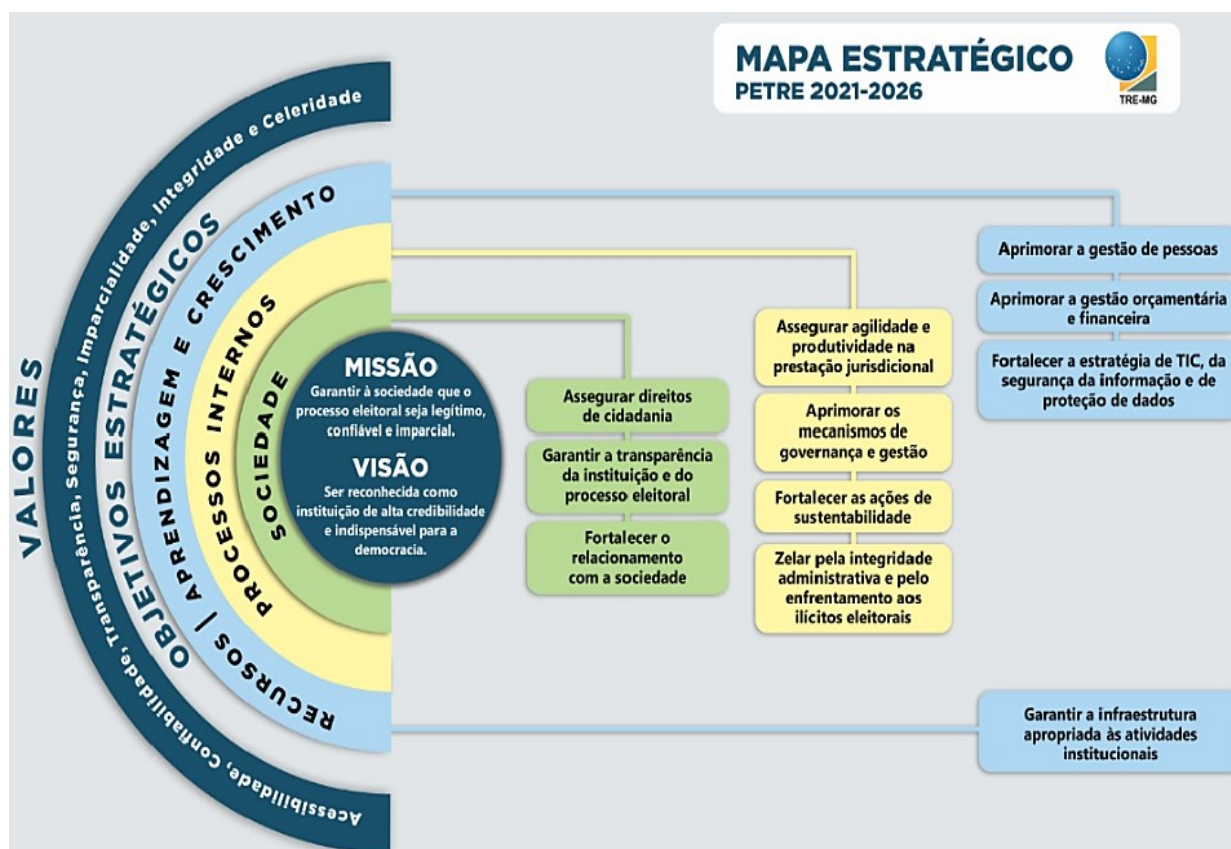 MAPA ESTRATÉGICO
PETRE 2021-2026
TRE-MG
VALORES
Acessibilidade, Confiabilidade, Transparência, Segurança, Imparcialidade, Integridade e Celeridade
OBJETIVOS ESTRATÉGICOS
RECURSOS | APRENDIZAGEM E CRESCIMENTO
PROCESSOS INTERNOS
SOCIEDADE
MISSÃO
Garantir à sociedade que o
processo eleitoral seja legítimo,
confiável e imparcial.
VISÃO
Ser reconhecida como
instituição de alta credibilidade
e indispensável para a
democracia.
Assegurar direitos
de cidadania
Garantir a transparência
da instituição e do
processo eleitoral
Fortalecer o
relacionamento
com a sociedade
Assegurar agilidade e
produtividade na
prestação jurisdicional
Aprimorar os
mecanismos de
governança e gestão
Fortalecer as ações de
sustentabilidade
Zelar pela integridade
administrativa e pelo
enfrentamento aos
ilícitos eleitorais
Aprimorar a gestão de pessoas
Aprimorar a gestão orçamentária
e financeira
Fortalecer a estratégia de TIC, da
segurança da informação e de
proteção de dados
Garantir a infraestrutura
apropriada às atividades
institucionais